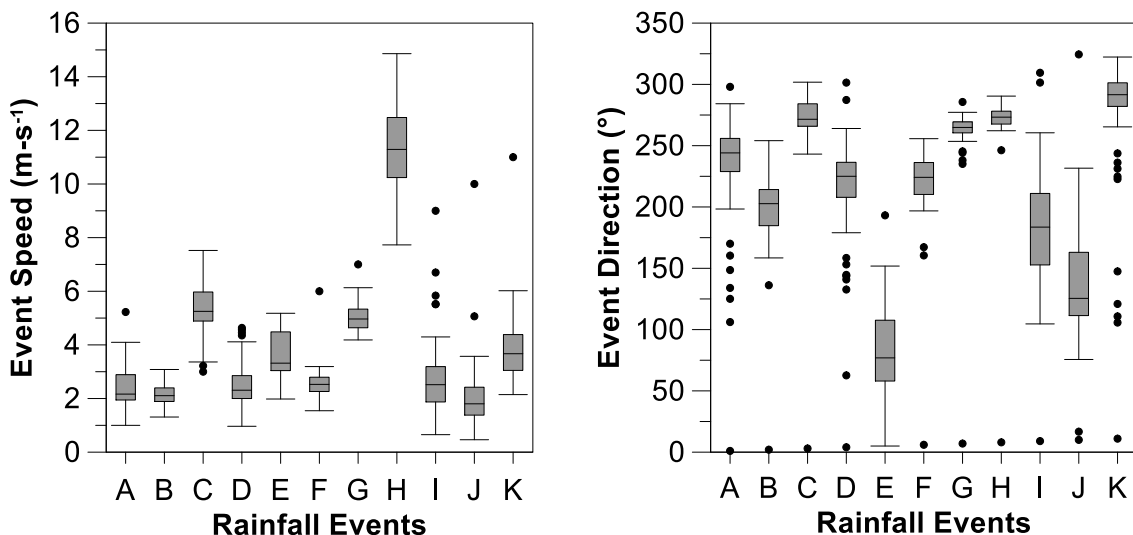 16
14
12
10
8
6
4
2
0
Event Speed (m-s⁻¹)
A B C D E F G H I J K
Rainfall Events
350
300
250
200
150
100
50
0
Event Direction (°)
A B C D E F G H I J K
Rainfall Events